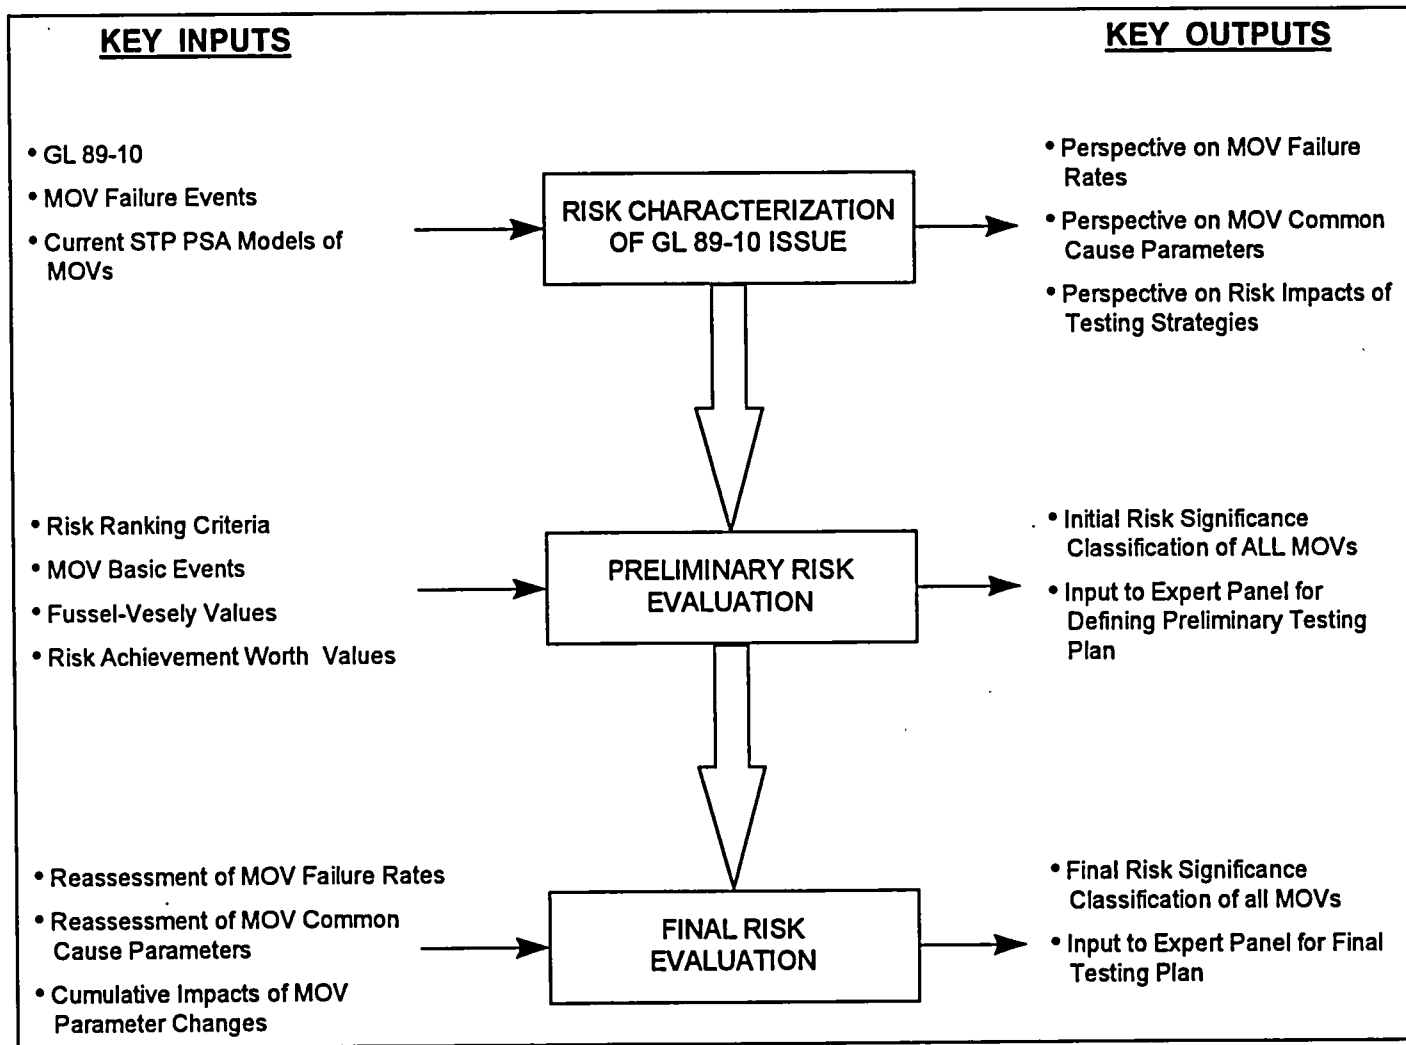 KEY INPUTS
KEY OUTPUTS
• GL 89-10
• MOV Failure Events
• Current STP PSA Models of
MOVs
RISK CHARACTERIZATION
OF GL 89-10 ISSUE
• Perspective on MOV Failure
Rates
• Perspective on MOV Common
Cause Parameters
• Perspective on Risk Impacts of
Testing Strategies
• Risk Ranking Criteria
• MOV Basic Events
• Fussel-Vesely Values
• Risk Achievement Worth Values
PRELIMINARY RISK
EVALUATION
• Initial Risk Significance
Classification of ALL MOVs
• Input to Expert Panel for
Defining Preliminary Testing
Plan
• Reassessment of MOV Failure Rates
• Reassessment of MOV Common
Cause Parameters
• Cumulative Impacts of MOV
Parameter Changes
FINAL RISK
EVALUATION
• Final Risk Significance
Classification of all MOVs
• Input to Expert Panel for Final
Testing Plan